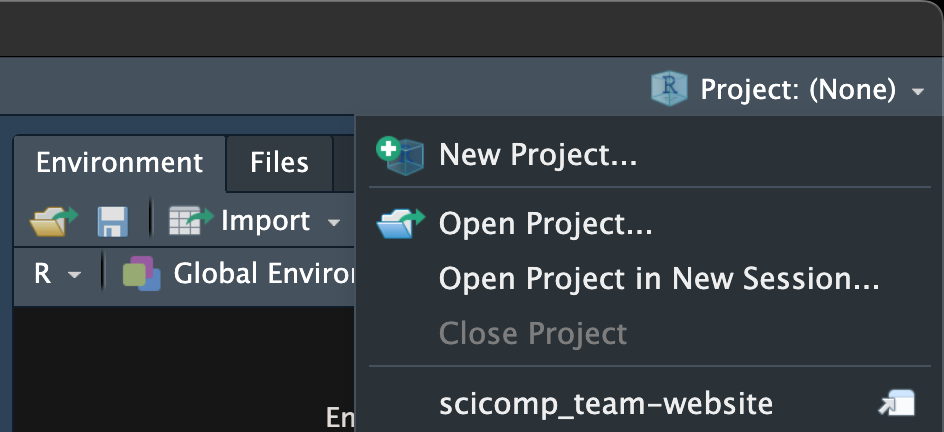 Project: (None)
Environment
Files
New Project...
Import
Open Project...
R
Global Enviro
Open Project in New Session...
Close Project
En
scicomp_team-website